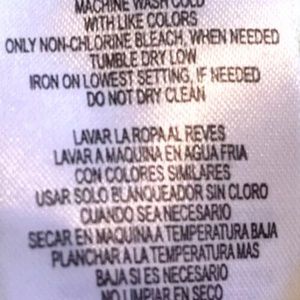 MACHINE WASH COLD
WITH LIKE COLORS
ONLY NON-CHLORINE BLEACH, WHEN NEEDED
TUMBLE DRY LOW
IRON ON LOWEST SETTING, IF NEEDED
DO NOT DRY CLEAN
LAVAR LA ROPA AL REVES
LAVAR A MAQUINA EN AGUA FRIA
CON COLORES SIMILARES
USAR SOLO BLANQUEADOR SIN CLORO
CUANDO SEA NECESARIO
SECAR EN MAQUINA A TEMPERATURA BAJA
PLANCHAR A LA TEMPERATURA MAS
BAJA SI ES NECESARIO
NO LIMPIAR EN SECO